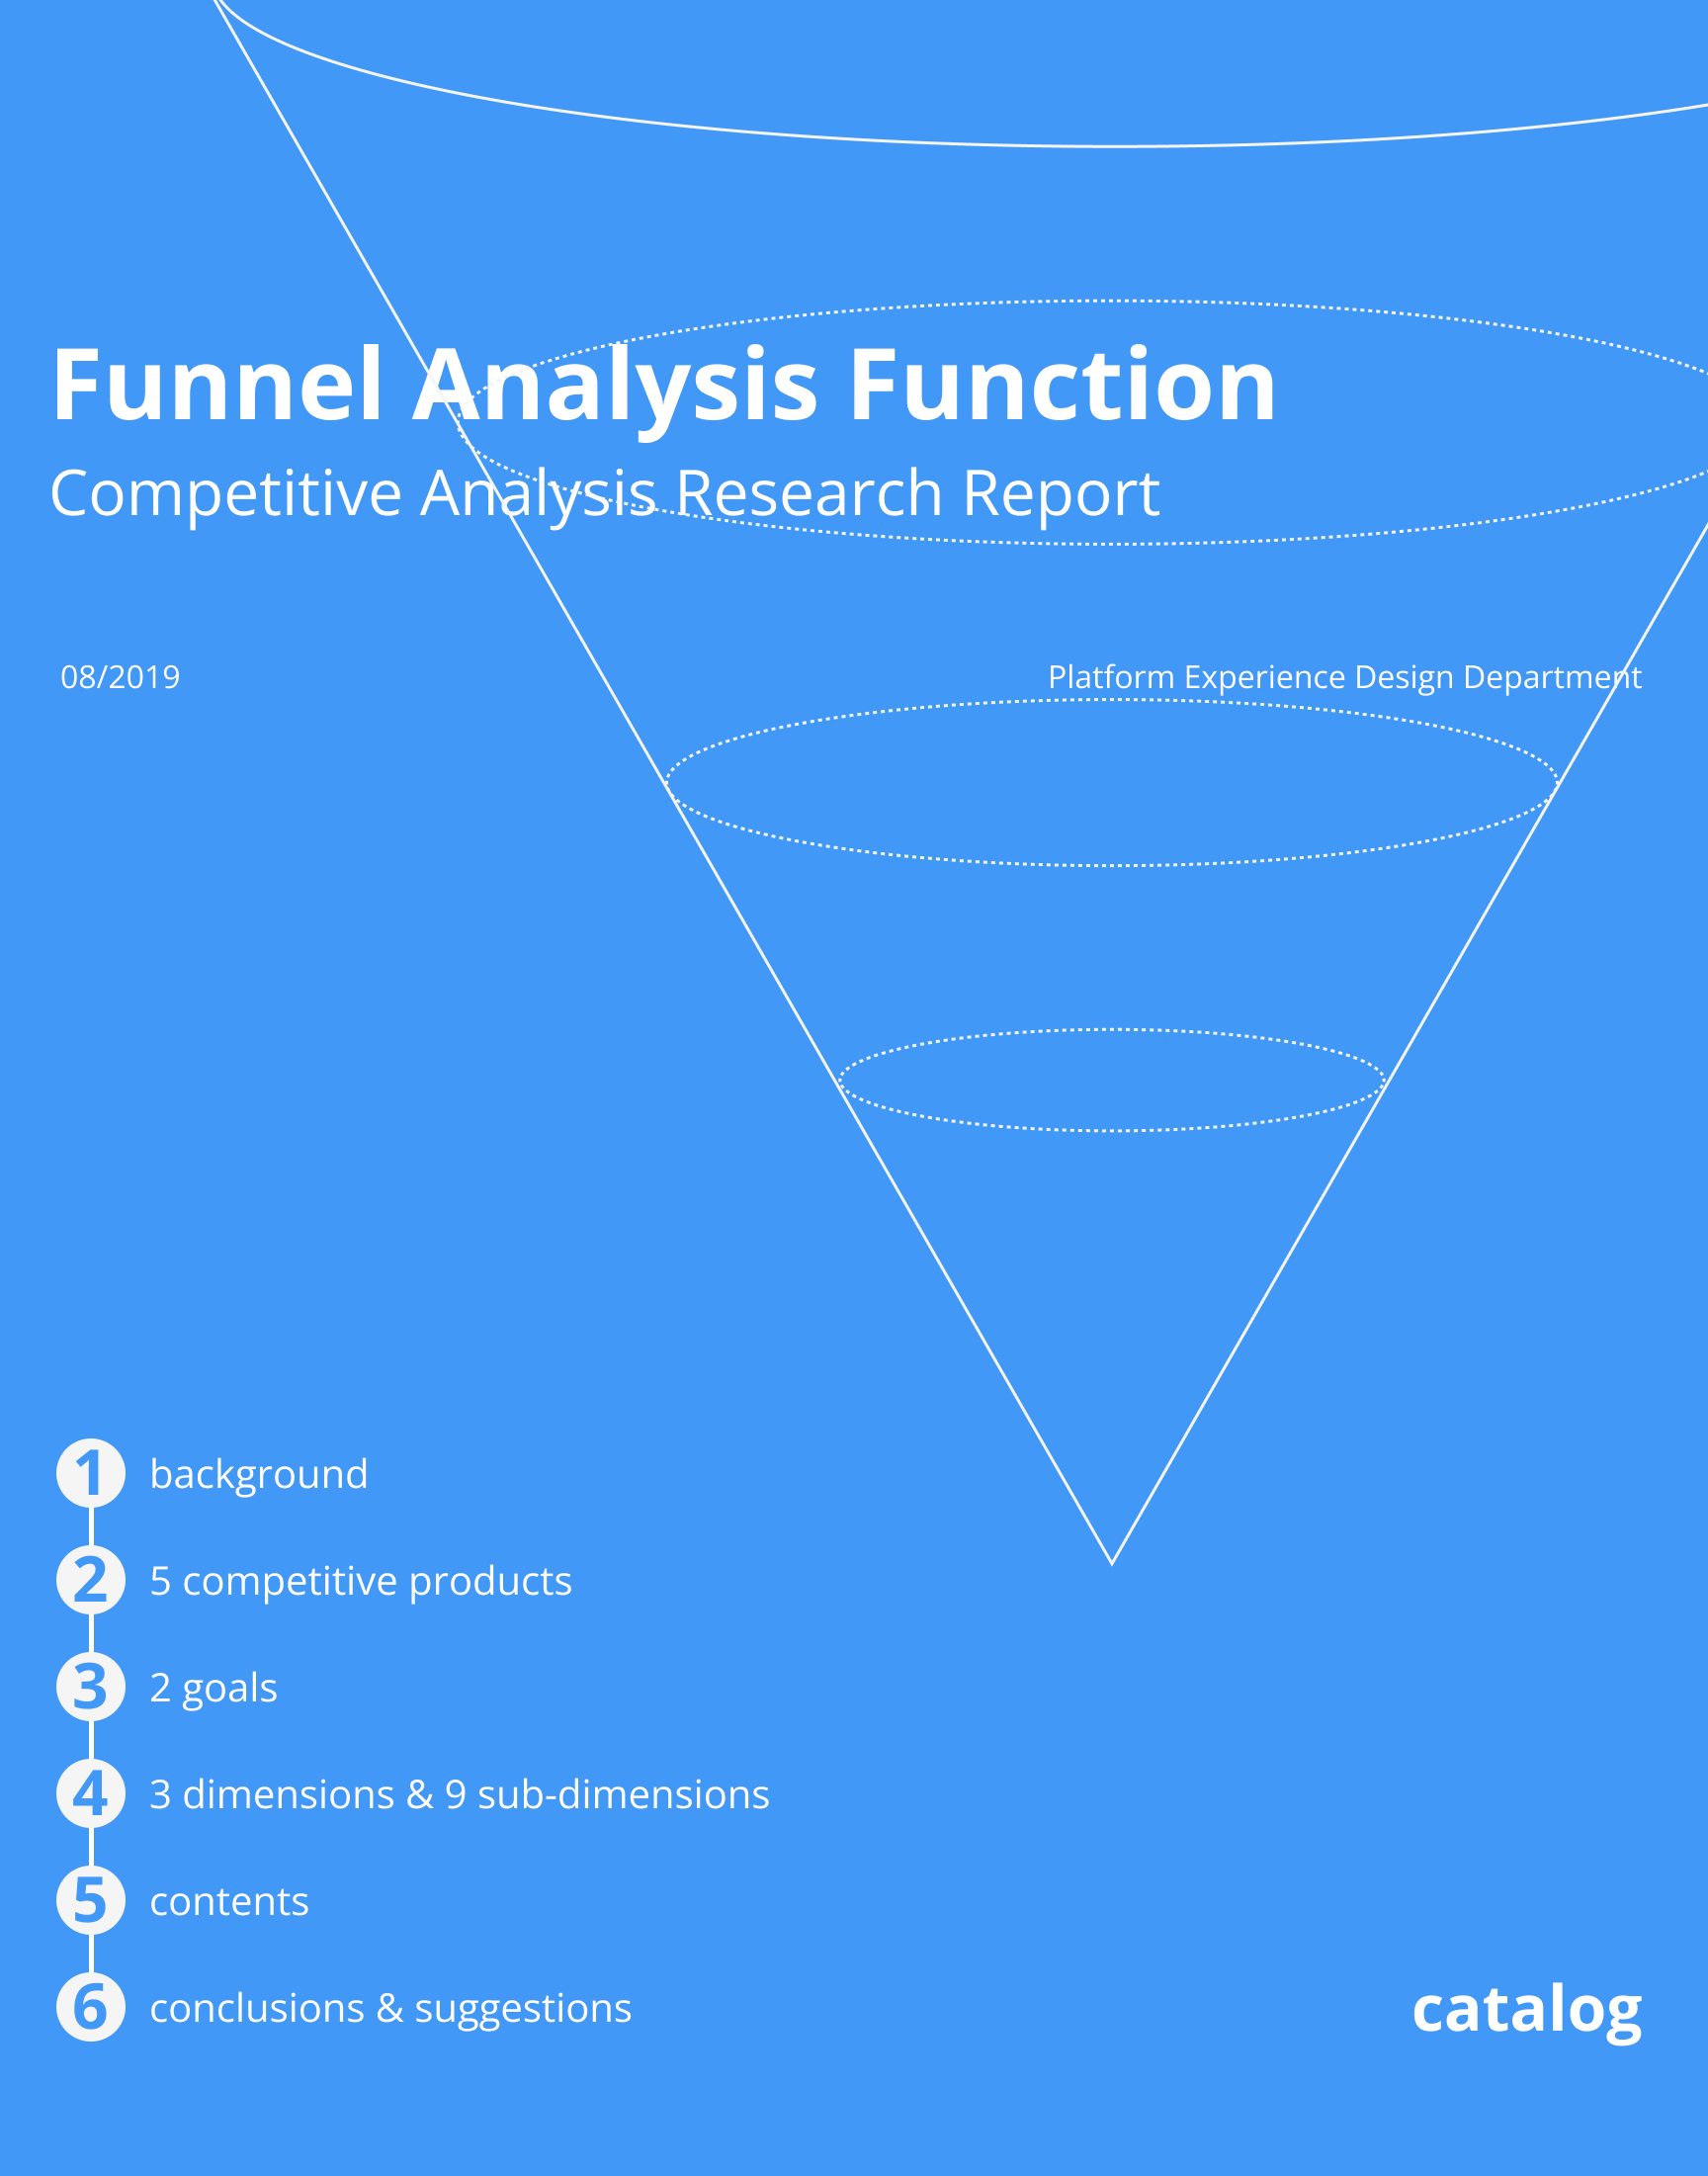 Funnel Analysis Function
Competitive Analysis Research Report
08/2019
Platform Experience Design Department
1 background
2 5 competitive products
3 2 goals
4 3 dimensions & 9 sub-dimensions
5 contents
6 conclusions & suggestions
catalog